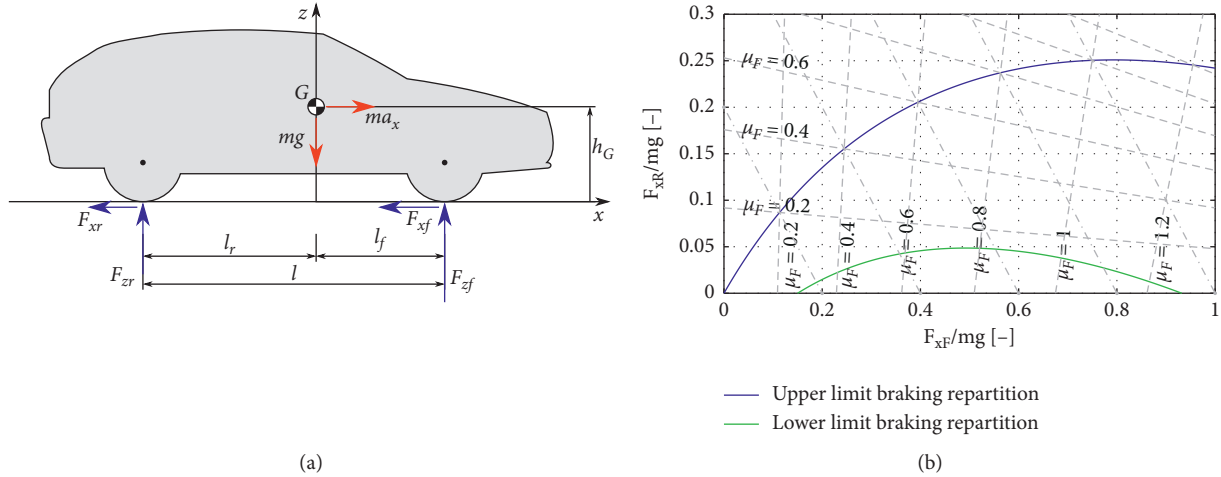 z
G
ma_x
mg
h_G
F_xr
F_xf
x
l_r
l_f
l
F_zr
F_zf
(a)
F_xR/mg [–]
0.3
0.25
0.2
0.15
0.1
0.05
0
μ_F = 0.6
μ_F = 0.4
μ_F = 0.2
μ_F = 0.2
μ_F = 0.4
μ_F = 0.6
μ_F = 0.8
μ_F = 1
μ_F = 1.2
0 0.2 0.4 0.6 0.8 1
F_xF/mg [–]
Upper limit braking repartition
Lower limit braking repartition
(b)